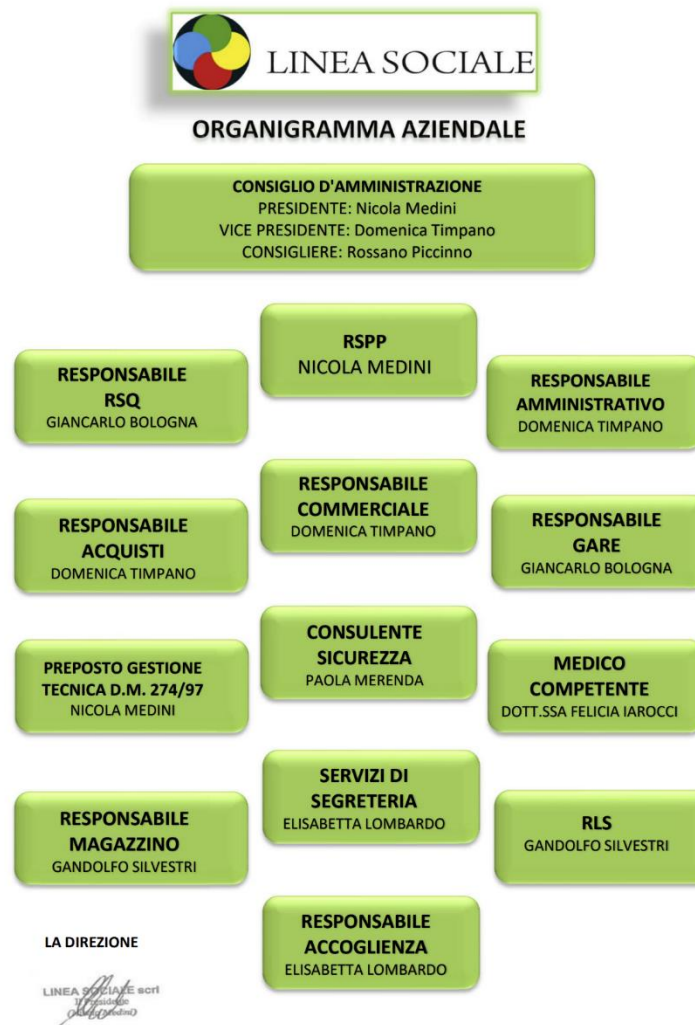 LINEA SOCIALE
ORGANIGRAMMA AZIENDALE
CONSIGLIO D'AMMINISTRAZIONE
PRESIDENTE: Nicola Medini
VICE PRESIDENTE: Domenica Timpano
CONSIGLIERE: Rossano Piccinno
RSPP
NICOLA MEDINI
RESPONSABILE
RSQ
GIANCARLO BOLOGNA
RESPONSABILE
AMMINISTRATIVO
DOMENICA TIMPANO
RESPONSABILE
COMMERCIALE
DOMENICA TIMPANO
RESPONSABILE
ACQUISTI
DOMENICA TIMPANO
RESPONSABILE
GARE
GIANCARLO BOLOGNA
CONSULENTE
SICUREZZA
PAOLA MERENDA
PREPOSTO GESTIONE
TECNICA D.M. 274/97
NICOLA MEDINI
MEDICO
COMPETENTE
DOTT.SSA FELICIA IAROCCI
SERVIZI DI
SEGRETERIA
ELISABETTA LOMBARDO
RESPONSABILE
MAGAZZINO
GANDOLFO SILVESTRI
RLS
GANDOLFO SILVESTRI
RESPONSABILE
ACCOGLIENZA
ELISABETTA LOMBARDO
LA DIREZIONE
LINEA SOCIALE scrl
Il Presidente